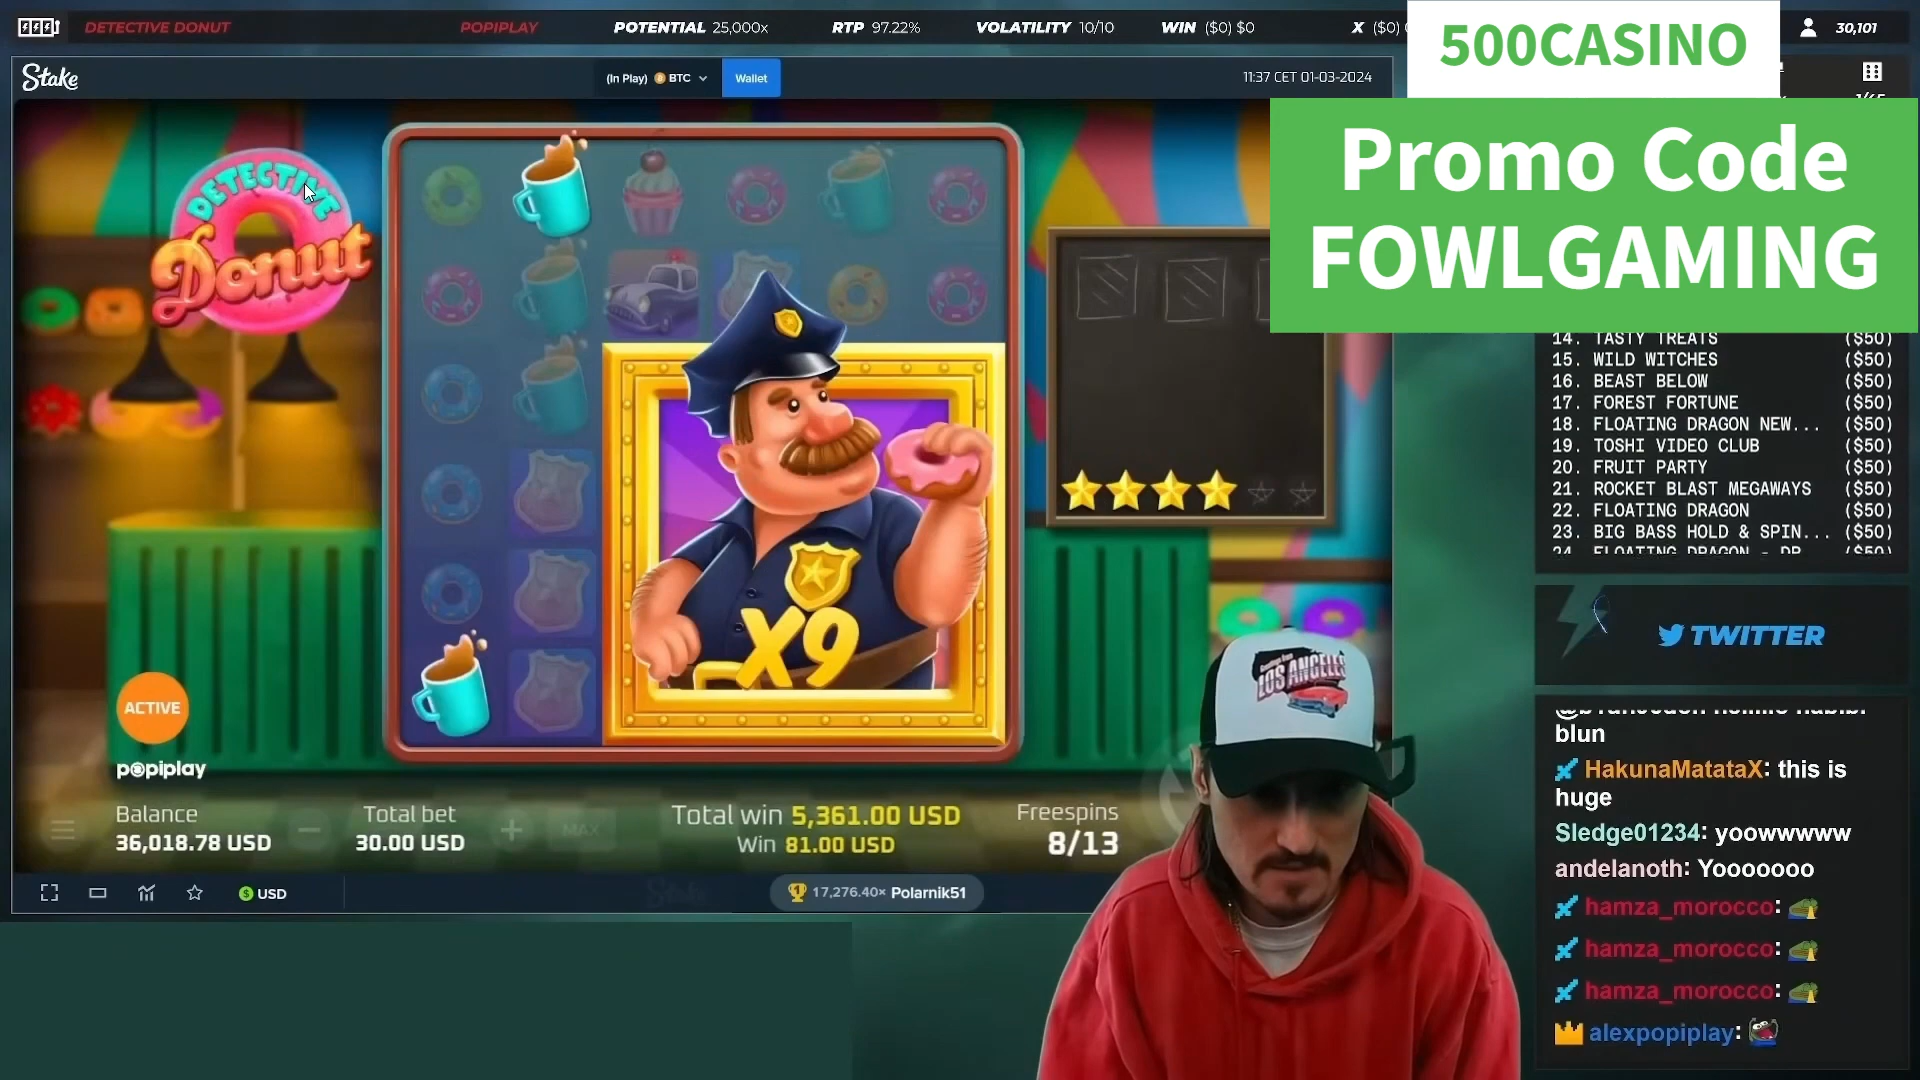 DETECTIVE DONUT
POPIPLAY
POTENTIAL 25,000x
RTP 97.22%
VOLATILITY 10/10
WIN ($0) $0
X ($0)
500CASINO
30,101
Stake
(In Play) BTC
Wallet
11:37 CET 01-03-2024
Promo Code
FOWLGAMING
DETECTIVE
Donut
14. TASTY TREATS ($50)
15. WILD WITCHES ($50)
16. BEAST BELOW ($50)
17. FOREST FORTUNE ($50)
18. FLOATING DRAGON NEW... ($50)
19. TOSHI VIDEO CLUB ($50)
20. FRUIT PARTY ($50)
21. ROCKET BLAST MEGAWAYS ($50)
22. FLOATING DRAGON ($50)
23. BIG BASS HOLD & SPIN... ($50)
24. FLOATING DRAGON - DR ($50)
X9
TWITTER
LOS ANGELES
ACTIVE
popiplay
blun
HakunaMatataX: this is
huge
Sledge01234: yoowwwww
andelanoth: Yooooooo
hamza_morocco:
hamza_morocco:
hamza_morocco:
alexpopiplay:
Balance
36,018.78 USD
Total bet
30.00 USD
MAX
Total win 5,361.00 USD
Win 81.00 USD
Freespins
8/13
USD
17,276.40× Polarnik51